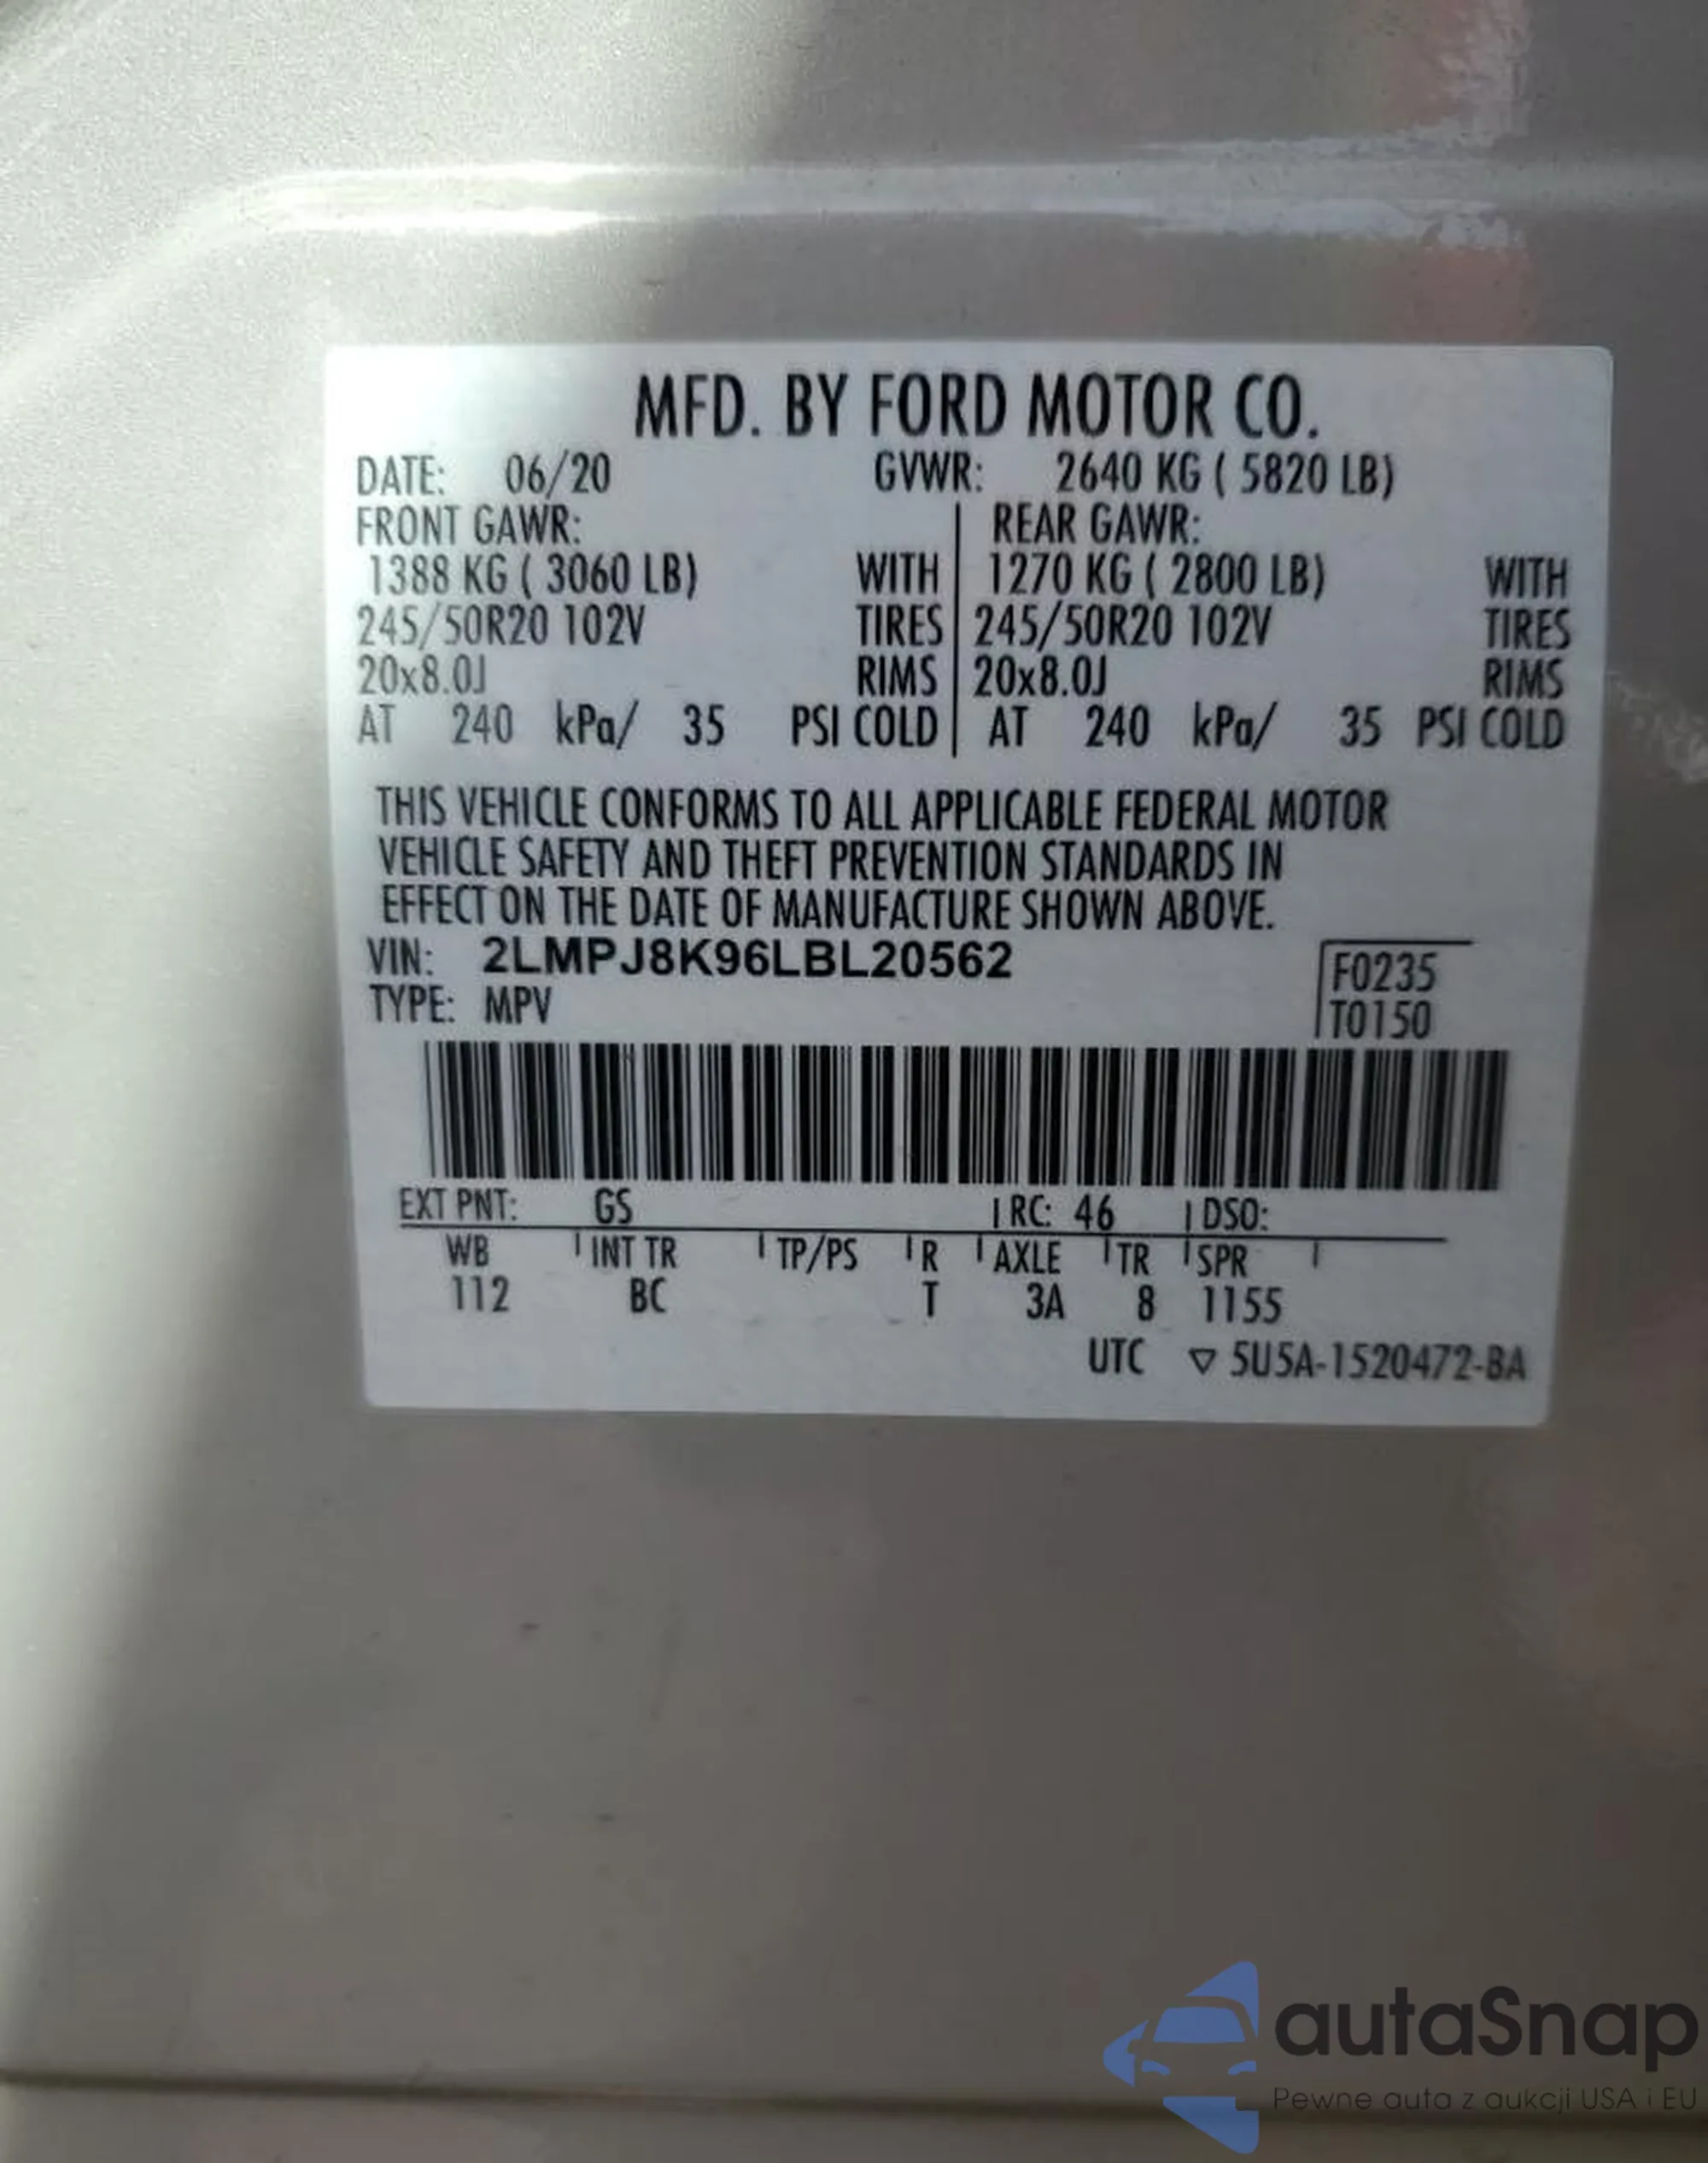 MFD. BY FORD MOTOR CO.
DATE: 06/20 GVWR: 2640 KG ( 5820 LB)
FRONT GAWR: REAR GAWR:
1388 KG ( 3060 LB) WITH 1270 KG ( 2800 LB) WITH
245/50R20 102V TIRES 245/50R20 102V TIRES
20x8.0J RIMS 20x8.0J RIMS
AT 240 kPa/ 35 PSI COLD AT 240 kPa/ 35 PSI COLD
THIS VEHICLE CONFORMS TO ALL APPLICABLE FEDERAL MOTOR
VEHICLE SAFETY AND THEFT PREVENTION STANDARDS IN
EFFECT ON THE DATE OF MANUFACTURE SHOWN ABOVE.
VIN: 2LMPJ8K96LBL20562 F0235
TYPE: MPV T0150
EXT PNT: GS RC: 46 DSO:
WB INT TR TP/PS R AXLE TR SPR
112 BC T 3A 8 1155
UTC ▽ 5U5A-1520472-BA
autaSnap
Pewne auta z aukcji USA i EU